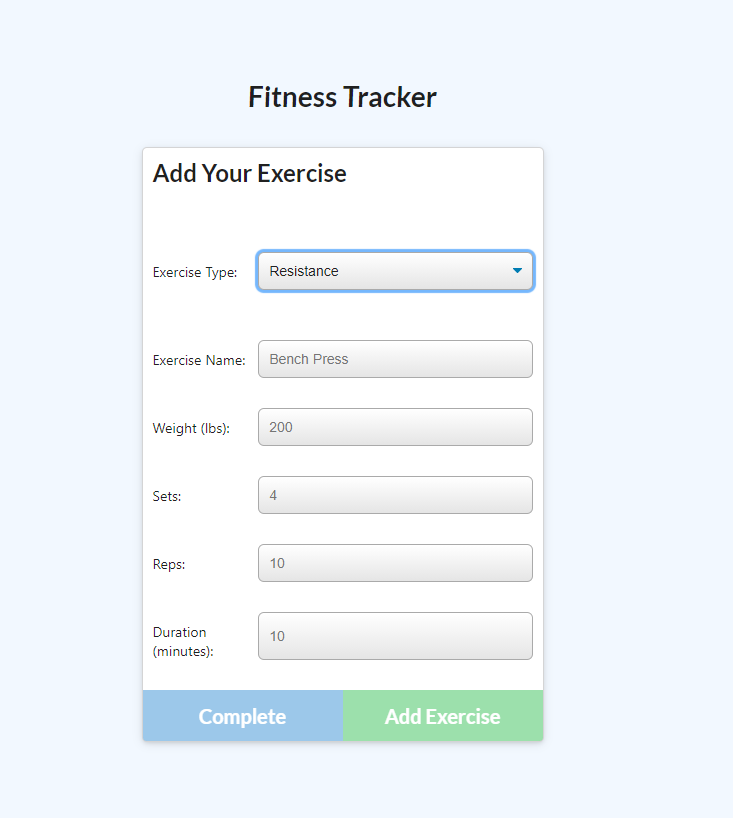 Fitness Tracker
Add Your Exercise
Exercise Type: Resistance
Exercise Name: Bench Press
Weight (lbs): 200
Sets: 4
Reps: 10
Duration (minutes): 10
Complete Add Exercise